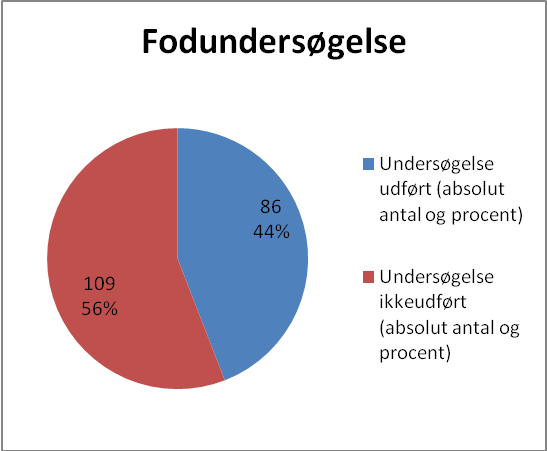 Fodundersøgelse
86
44%
109
56%
Undersøgelse
udført (absolut
antal og procent)
Undersøgelse
ikkeudført
(absolut antal og
procent)